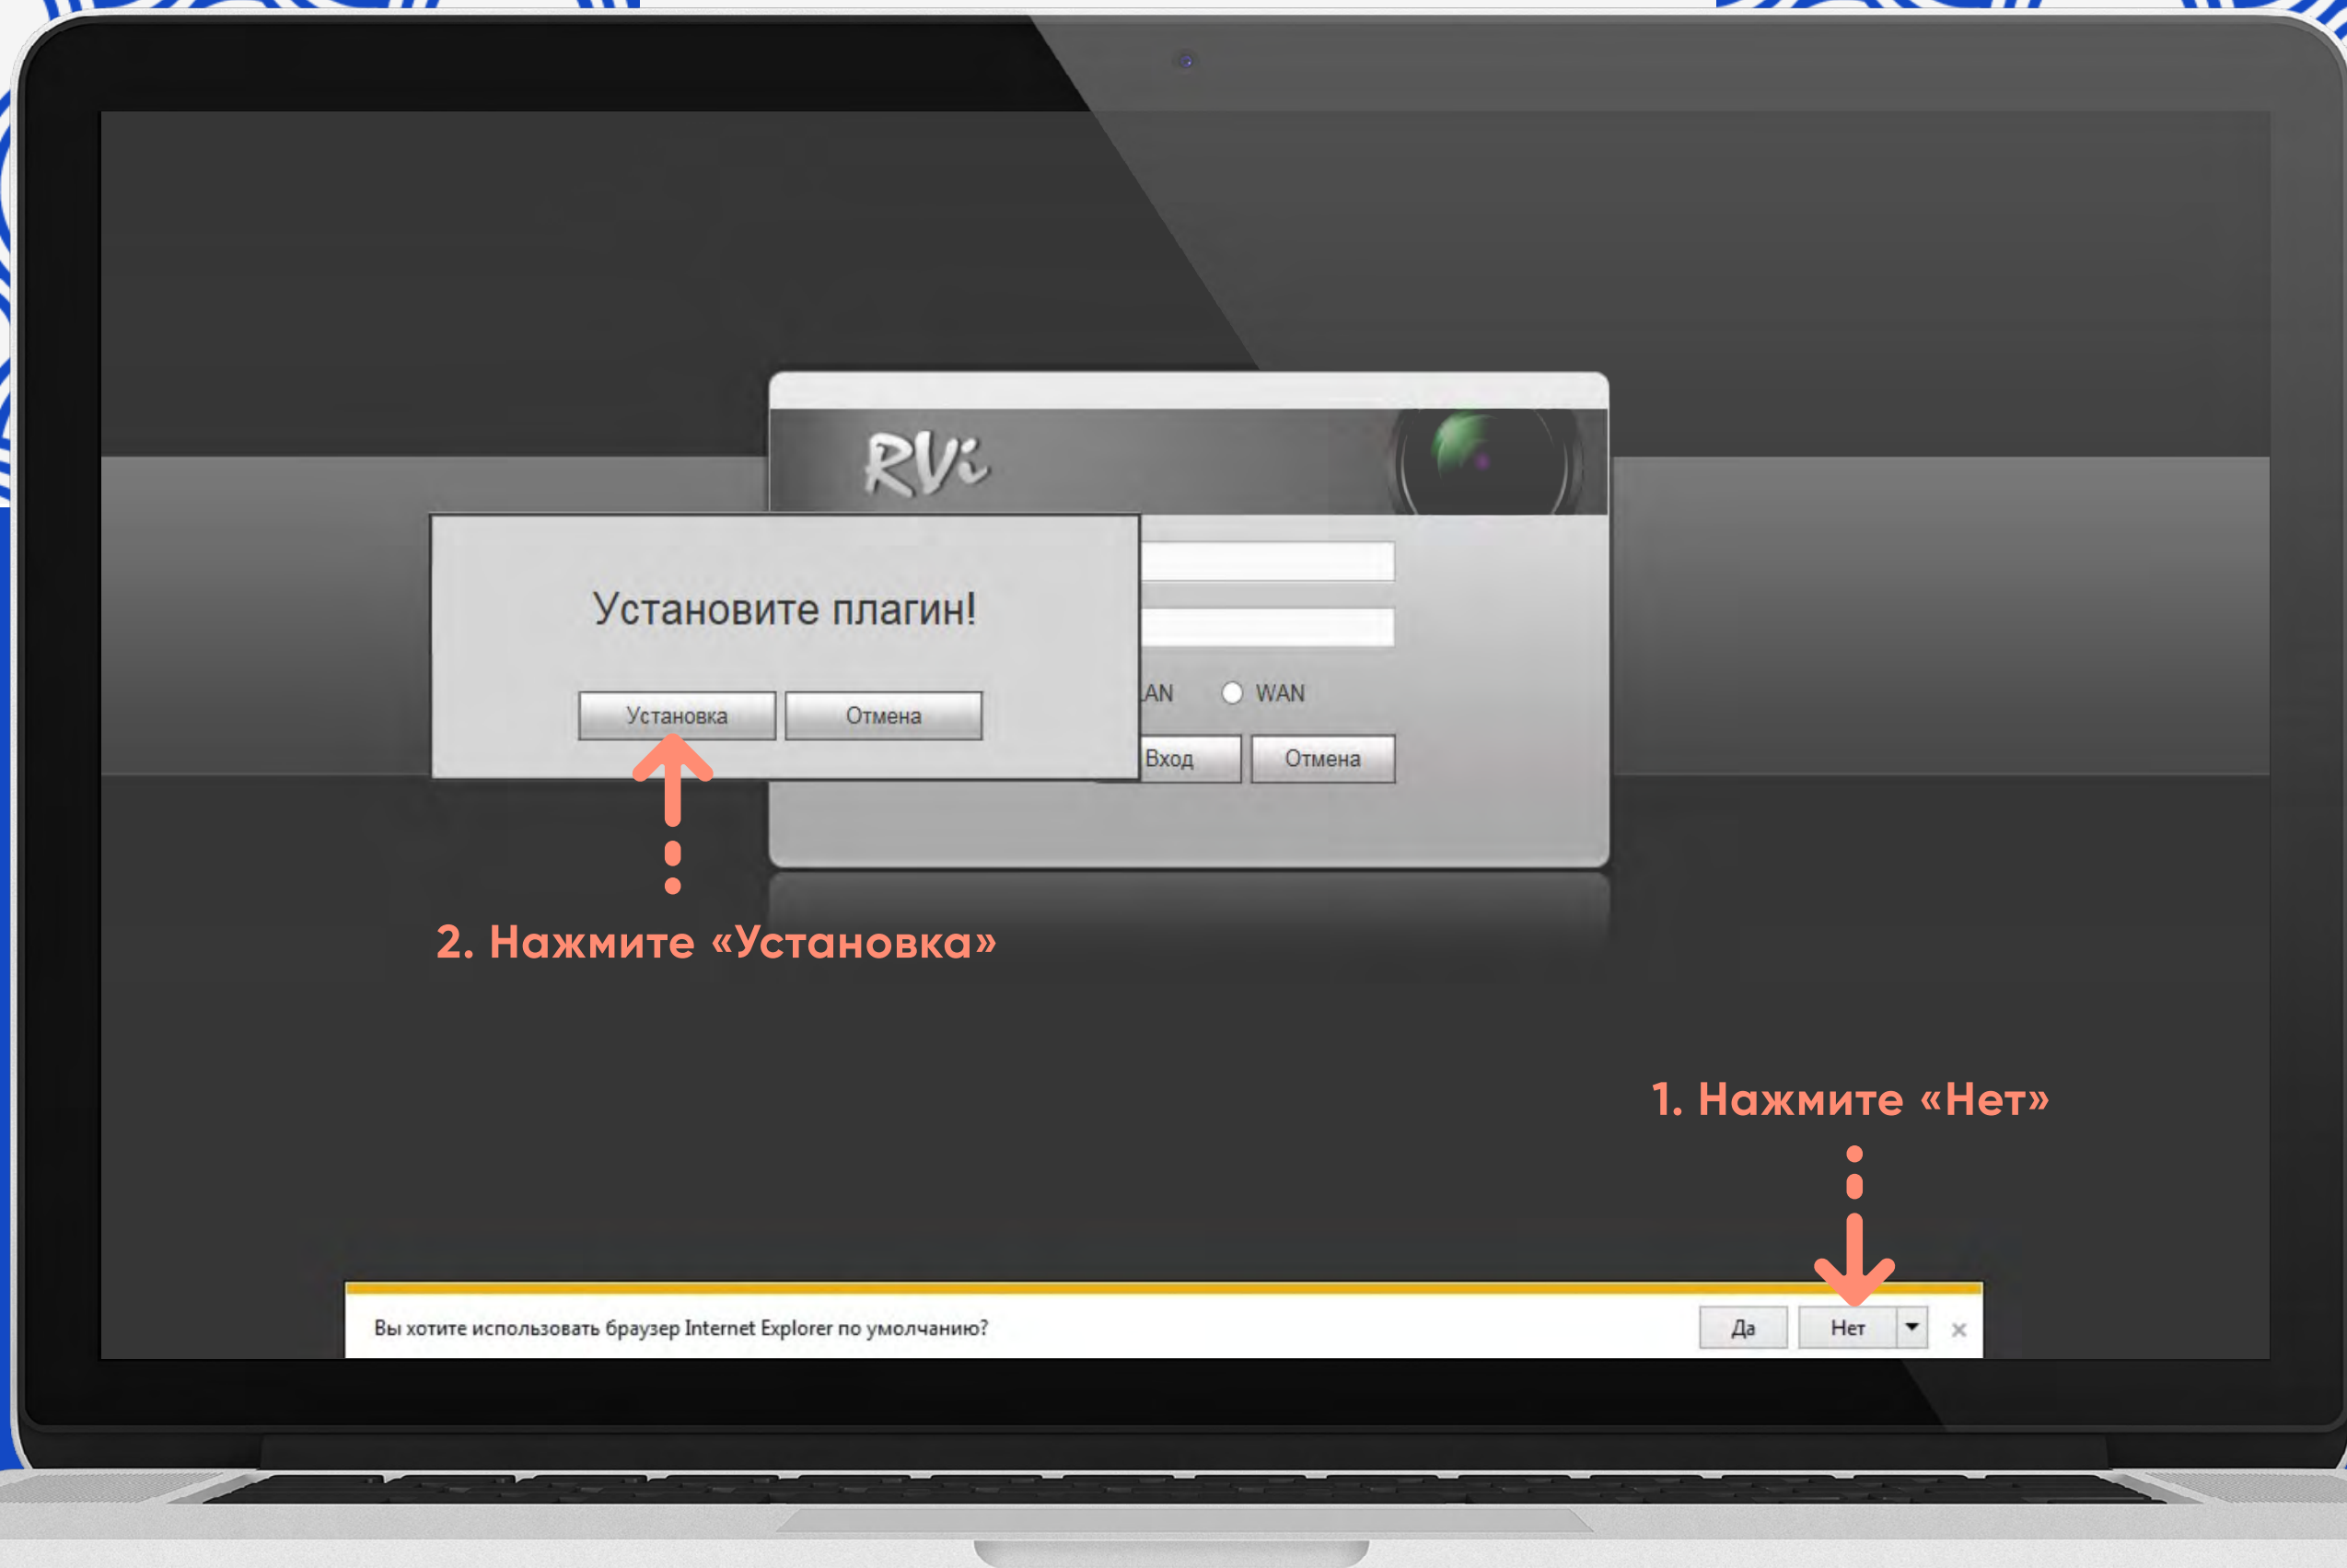 RVi
Установите плагин!
AN WAN
Установка Отмена
Вход Отмена
2. Нажмите «Установка»
1. Нажмите «Нет»
Вы хотите использовать браузер Internet Explorer по умолчанию? Да Нет